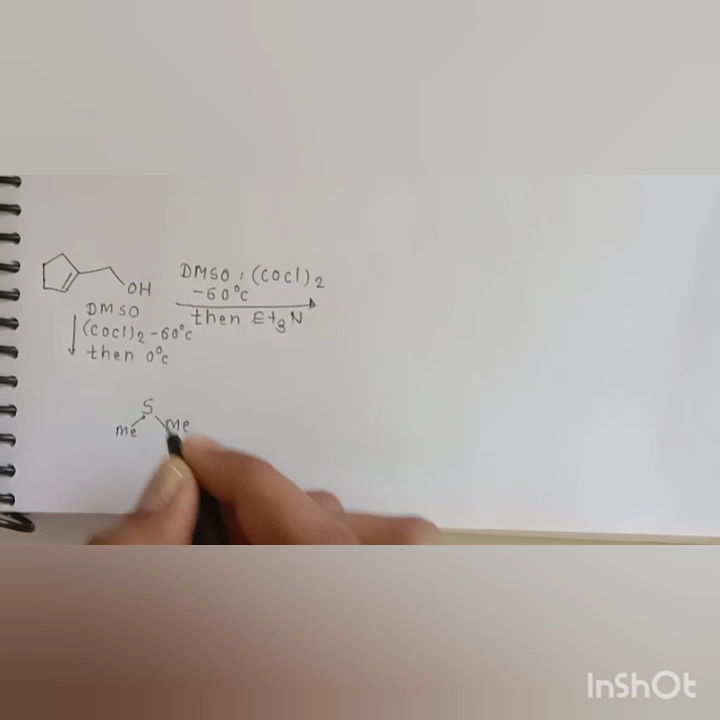 OH
DMSO, (COCl)2
-60°c
then Et3N
DMSO
(COCl)2 -60°c
then 0°c
S
Me Me
InShOt